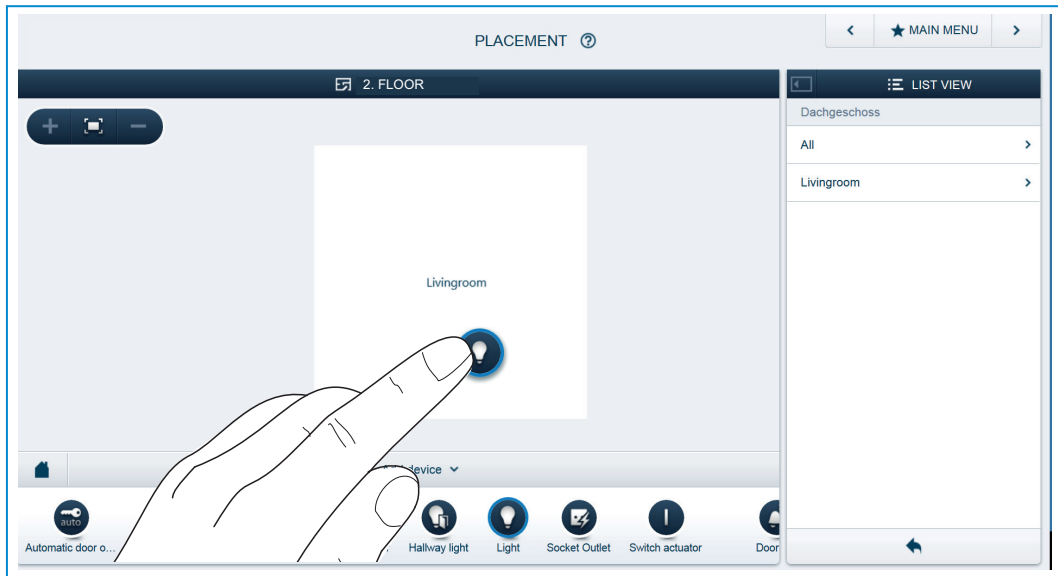 PLACEMENT ?
MAIN MENU
2. FLOOR
LIST VIEW
Dachgeschoss
All
Livingroom
Livingroom
device
auto
Automatic door o...
Hallway light
Light
Socket Outlet
Switch actuator
Door